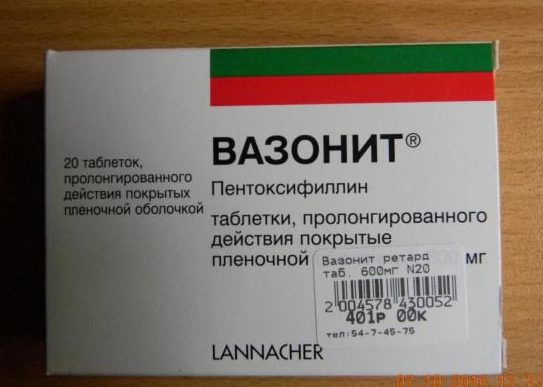 20 таблеток,
пролонгированного
действия покрытых
пленочной оболочкой
ВАЗОНИТ®
Пентоксифиллин
таблетки, пролонгированного
действия покрытые
пленочной мг
Вазонит ретард
таб. 600мг N20
2 004578 430052
401р 00к
тел:54-7-45-75
LANNACHER